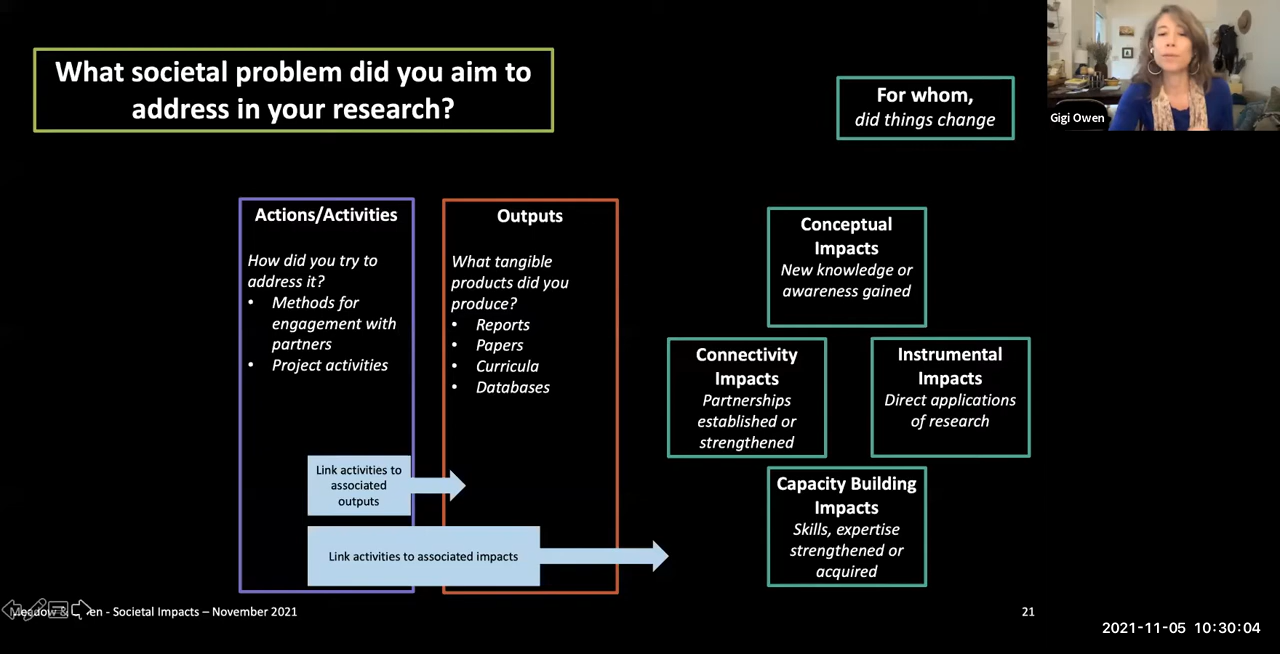 What societal problem did you aim to
address in your research?
For whom,
did things change
Gigi Owen
Actions/Activities
How did you try to
address it?
• Methods for
engagement with
partners
• Project activities
Outputs
What tangible
products did you
produce?
• Reports
• Papers
• Curricula
• Databases
Conceptual
Impacts
New knowledge or
awareness gained
Connectivity
Impacts
Partnerships
established or
strengthened
Instrumental
Impacts
Direct applications
of research
Capacity Building
Impacts
Skills, expertise
strengthened or
acquired
Link activities to
associated
outputs
Link activities to associated impacts
Meadow & Owen - Societal Impacts – November 2021
21
2021-11-05 10:30:04